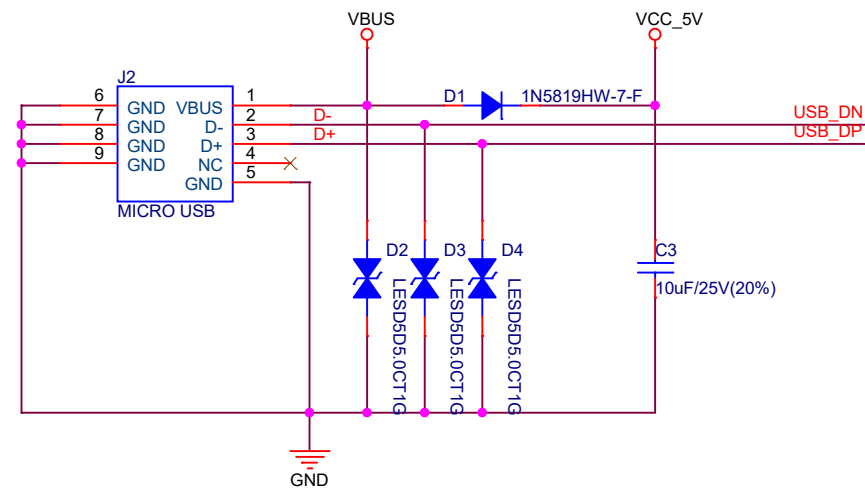 VBUS
VCC_5V
J2
6 GND VBUS 1
7 GND D- 2 D-
8 GND D+ 3 D+
9 GND NC 4
GND 5
MICRO USB
D1 1N5819HW-7-F
USB_DN
USB_DP
D2 LESD5D5.0CT1G
D3 LESD5D5.0CT1G
D4 LESD5D5.0CT1G
C3
10uF/25V(20%)
GND